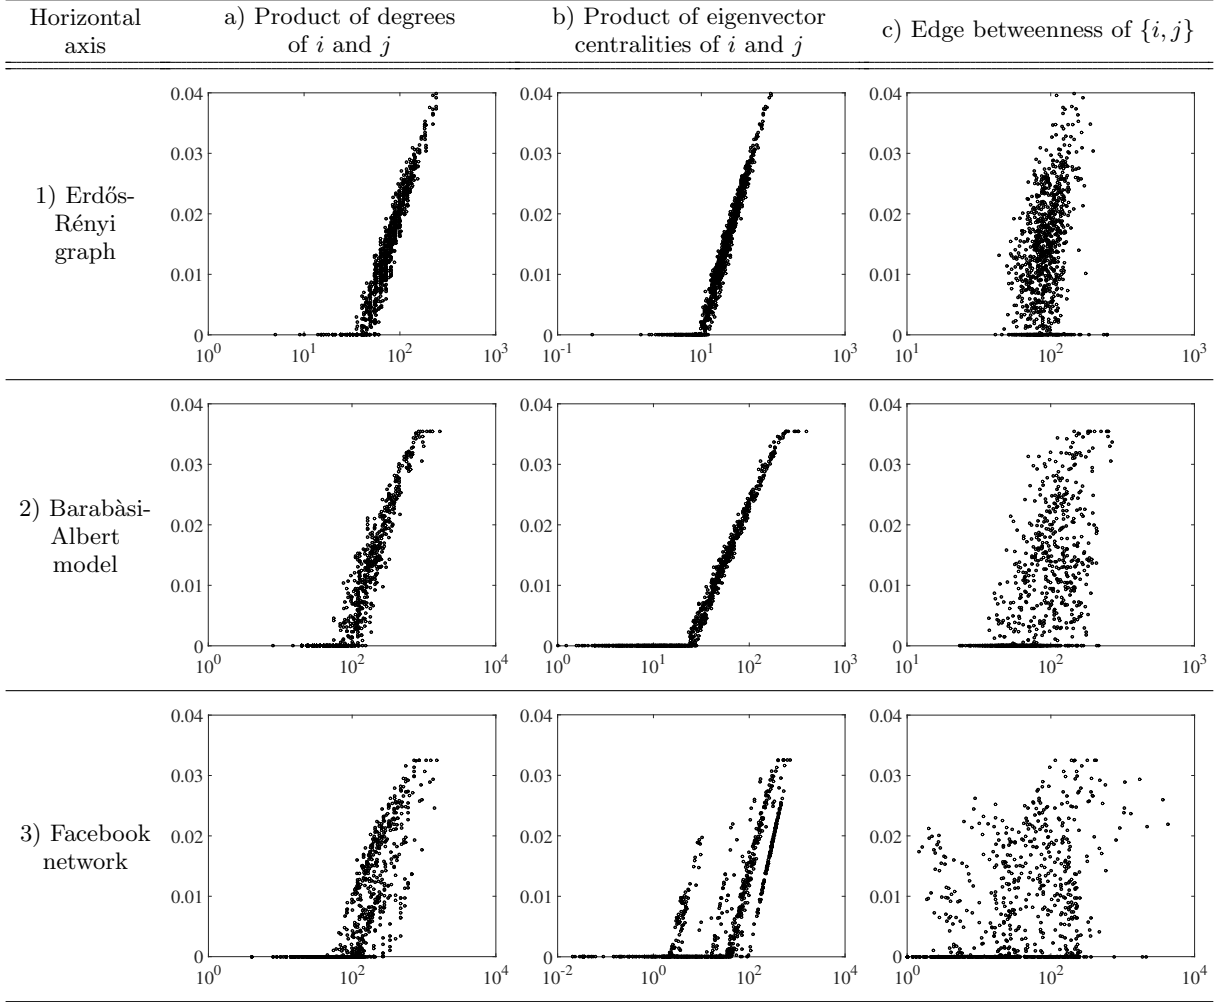 Horizontal axis
a) Product of degrees of i and j
b) Product of eigenvector centralities of i and j
c) Edge betweenness of {i, j}
1) Erdős-
Rényi
graph
0.04
0.03
0.02
0.01
0
10^0 10^1 10^2 10^3
0.04
0.03
0.02
0.01
0
10^-1 10^1 10^3
0.04
0.03
0.02
0.01
0
10^1 10^2 10^3
2) Barabàsi-
Albert
model
0.04
0.03
0.02
0.01
0
10^0 10^2 10^4
0.04
0.03
0.02
0.01
0
10^0 10^1 10^2 10^3
0.04
0.03
0.02
0.01
0
10^1 10^2 10^3
3) Facebook
network
0.04
0.03
0.02
0.01
0
10^0 10^2 10^4
0.04
0.03
0.02
0.01
0
10^-2 10^0 10^2 10^4
0.04
0.03
0.02
0.01
0
10^0 10^2 10^4